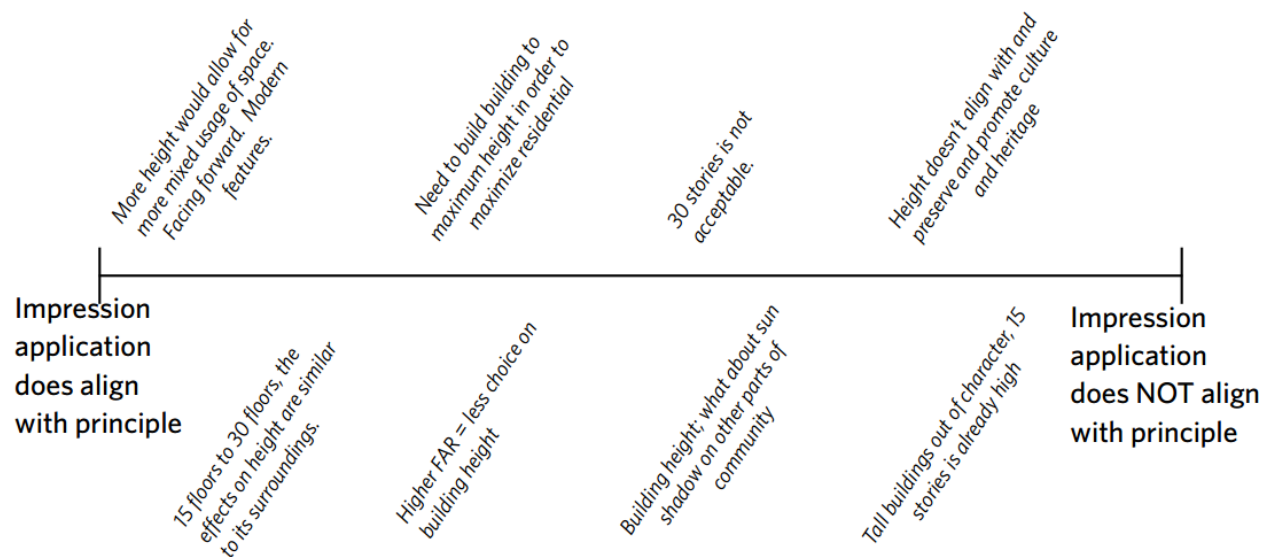 More height would allow for
more mixed usage of space.
Facing forward. Modern
features.
Need to build building to
maximum height in order to
maximize residential
30 stories is not
acceptable.
Height doesn't align with and
preserve and promote culture
and heritage
Impression
application
does align
with principle
15 floors to 30 floors, the
effects on height are similar
to its surroundings.
Higher FAR = less choice on
building height
Building height; what about sun
shadow on other parts of
community
Tall buildings out of character, 15
stories is already high
Impression
application
does NOT align
with principle